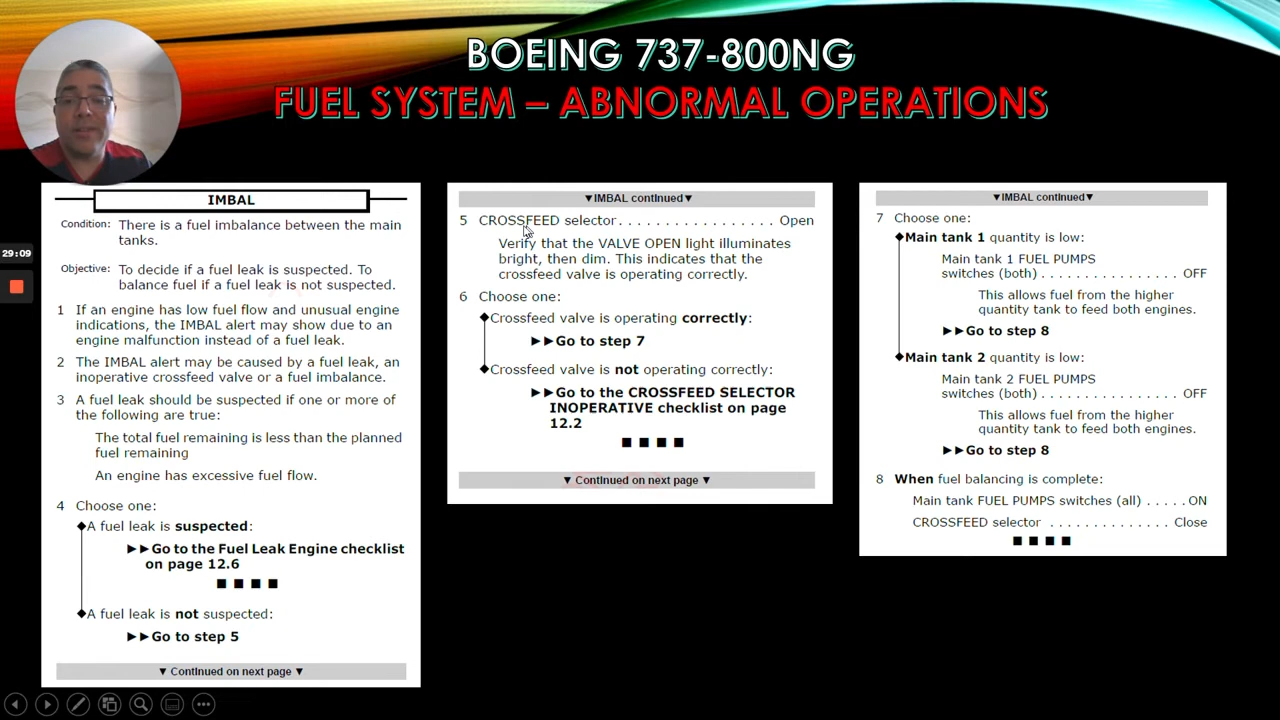 BOEING 737-800NG
FUEL SYSTEM – ABNORMAL OPERATIONS
29:09
IMBAL
Condition: There is a fuel imbalance between the main
tanks.
Objective: To decide if a fuel leak is suspected. To
balance fuel if a fuel leak is not suspected.
1 If an engine has low fuel flow and unusual engine
indications, the IMBAL alert may show due to an
engine malfunction instead of a fuel leak.
2 The IMBAL alert may be caused by a fuel leak, an
inoperative crossfeed valve or a fuel imbalance.
3 A fuel leak should be suspected if one or more of
the following are true:
The total fuel remaining is less than the planned
fuel remaining
An engine has excessive fuel flow.
4 Choose one:
◆A fuel leak is suspected:
▶▶Go to the Fuel Leak Engine checklist
on page 12.6
■ ■ ■ ■
◆A fuel leak is not suspected:
▶▶Go to step 5
▼ Continued on next page ▼
▼IMBAL continued▼
5 CROSSFEED selector. . . . . . . . . . . . . . . . . Open
Verify that the VALVE OPEN light illuminates
bright, then dim. This indicates that the
crossfeed valve is operating correctly.
6 Choose one:
◆Crossfeed valve is operating correctly:
▶▶Go to step 7
◆Crossfeed valve is not operating correctly:
▶▶Go to the CROSSFEED SELECTOR
INOPERATIVE checklist on page
12.2
■ ■ ■ ■
▼ Continued on next page ▼
▼IMBAL continued▼
7 Choose one:
◆Main tank 1 quantity is low:
Main tank 1 FUEL PUMPS
switches (both) . . . . . . . . . . . . . . . OFF
This allows fuel from the higher
quantity tank to feed both engines.
▶▶Go to step 8
◆Main tank 2 quantity is low:
Main tank 2 FUEL PUMPS
switches (both) . . . . . . . . . . . . . . . OFF
This allows fuel from the higher
quantity tank to feed both engines.
▶▶Go to step 8
8 When fuel balancing is complete:
Main tank FUEL PUMPS switches (all) . . . . . ON
CROSSFEED selector . . . . . . . . . . . . . Close
■ ■ ■ ■